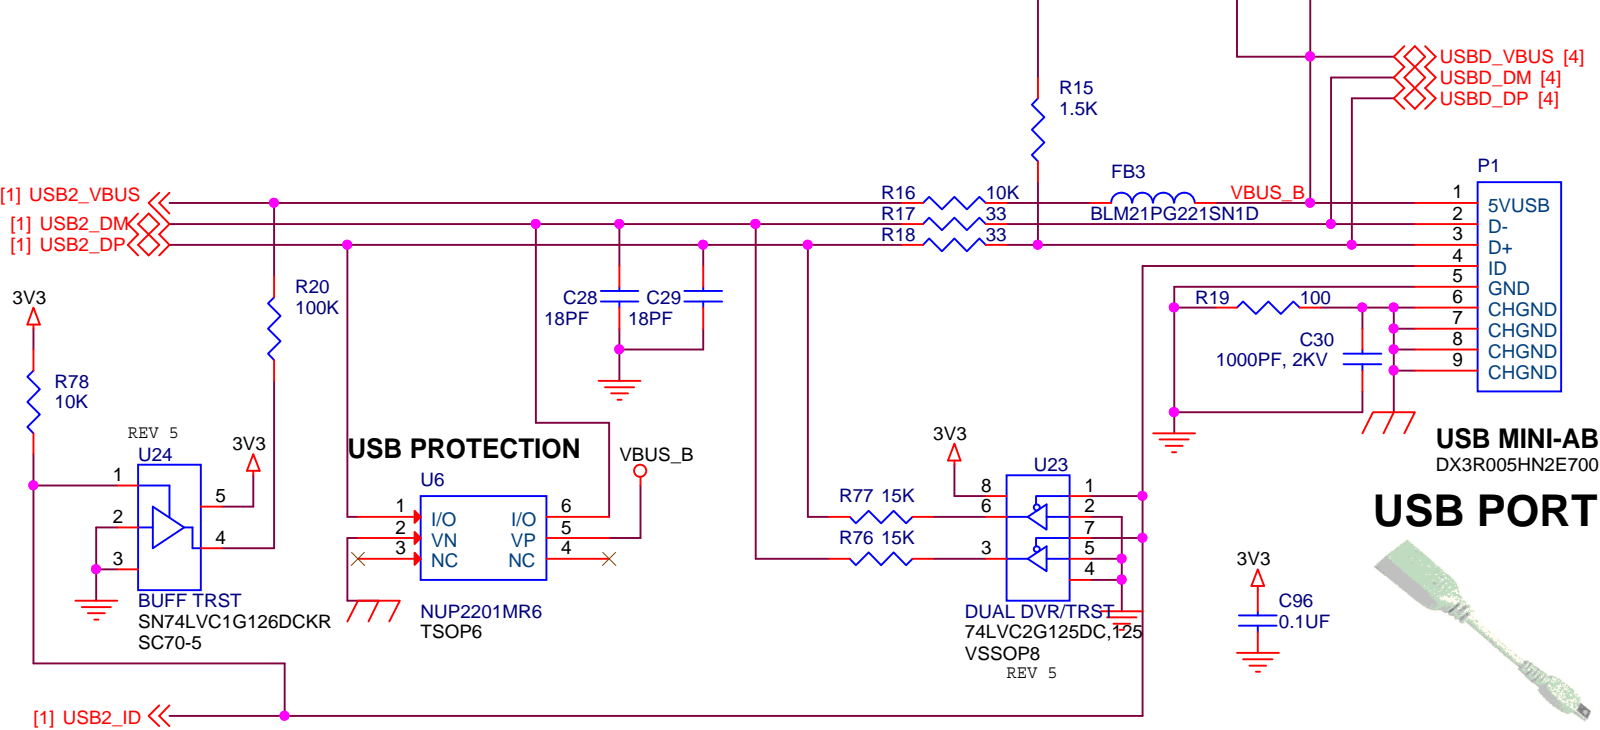 USBD_VBUS [4]
USBD_DM [4]
USBD_DP [4]
R15
1.5K
P1
FB3
[1] USB2_VBUS
R16 10K
VBUS_B
1
5VUSB
BLM21PG221SN1D
[1] USB2_DM
R17 33
2
D-
[1] USB2_DP
R18 33
3
D+
4
ID
5
GND
R20
100K
C28
18PF
C29
18PF
R19 100
6
CHGND
7
CHGND
8
CHGND
9
CHGND
3V3
C30
1000PF, 2KV
R78
10K
REV 5
U24
3V3
1
5
2
4
3
BUFF TRST
SN74LVC1G126DCKR
SC70-5
USB PROTECTION
VBUS_B
U6
1
I/O
I/O
6
2
VN
VP
5
3
NC
NC
4
NUP2201MR6
TSOP6
3V3
U23
8
1
R77 15K
6
2
7
R76 15K
3
5
4
DUAL DVR/TRST
74LVC2G125DC,125
VSSOP8
REV 5
USB MINI-AB
DX3R005HN2E700
USB PORT
3V3
C96
0.1UF
[1] USB2_ID